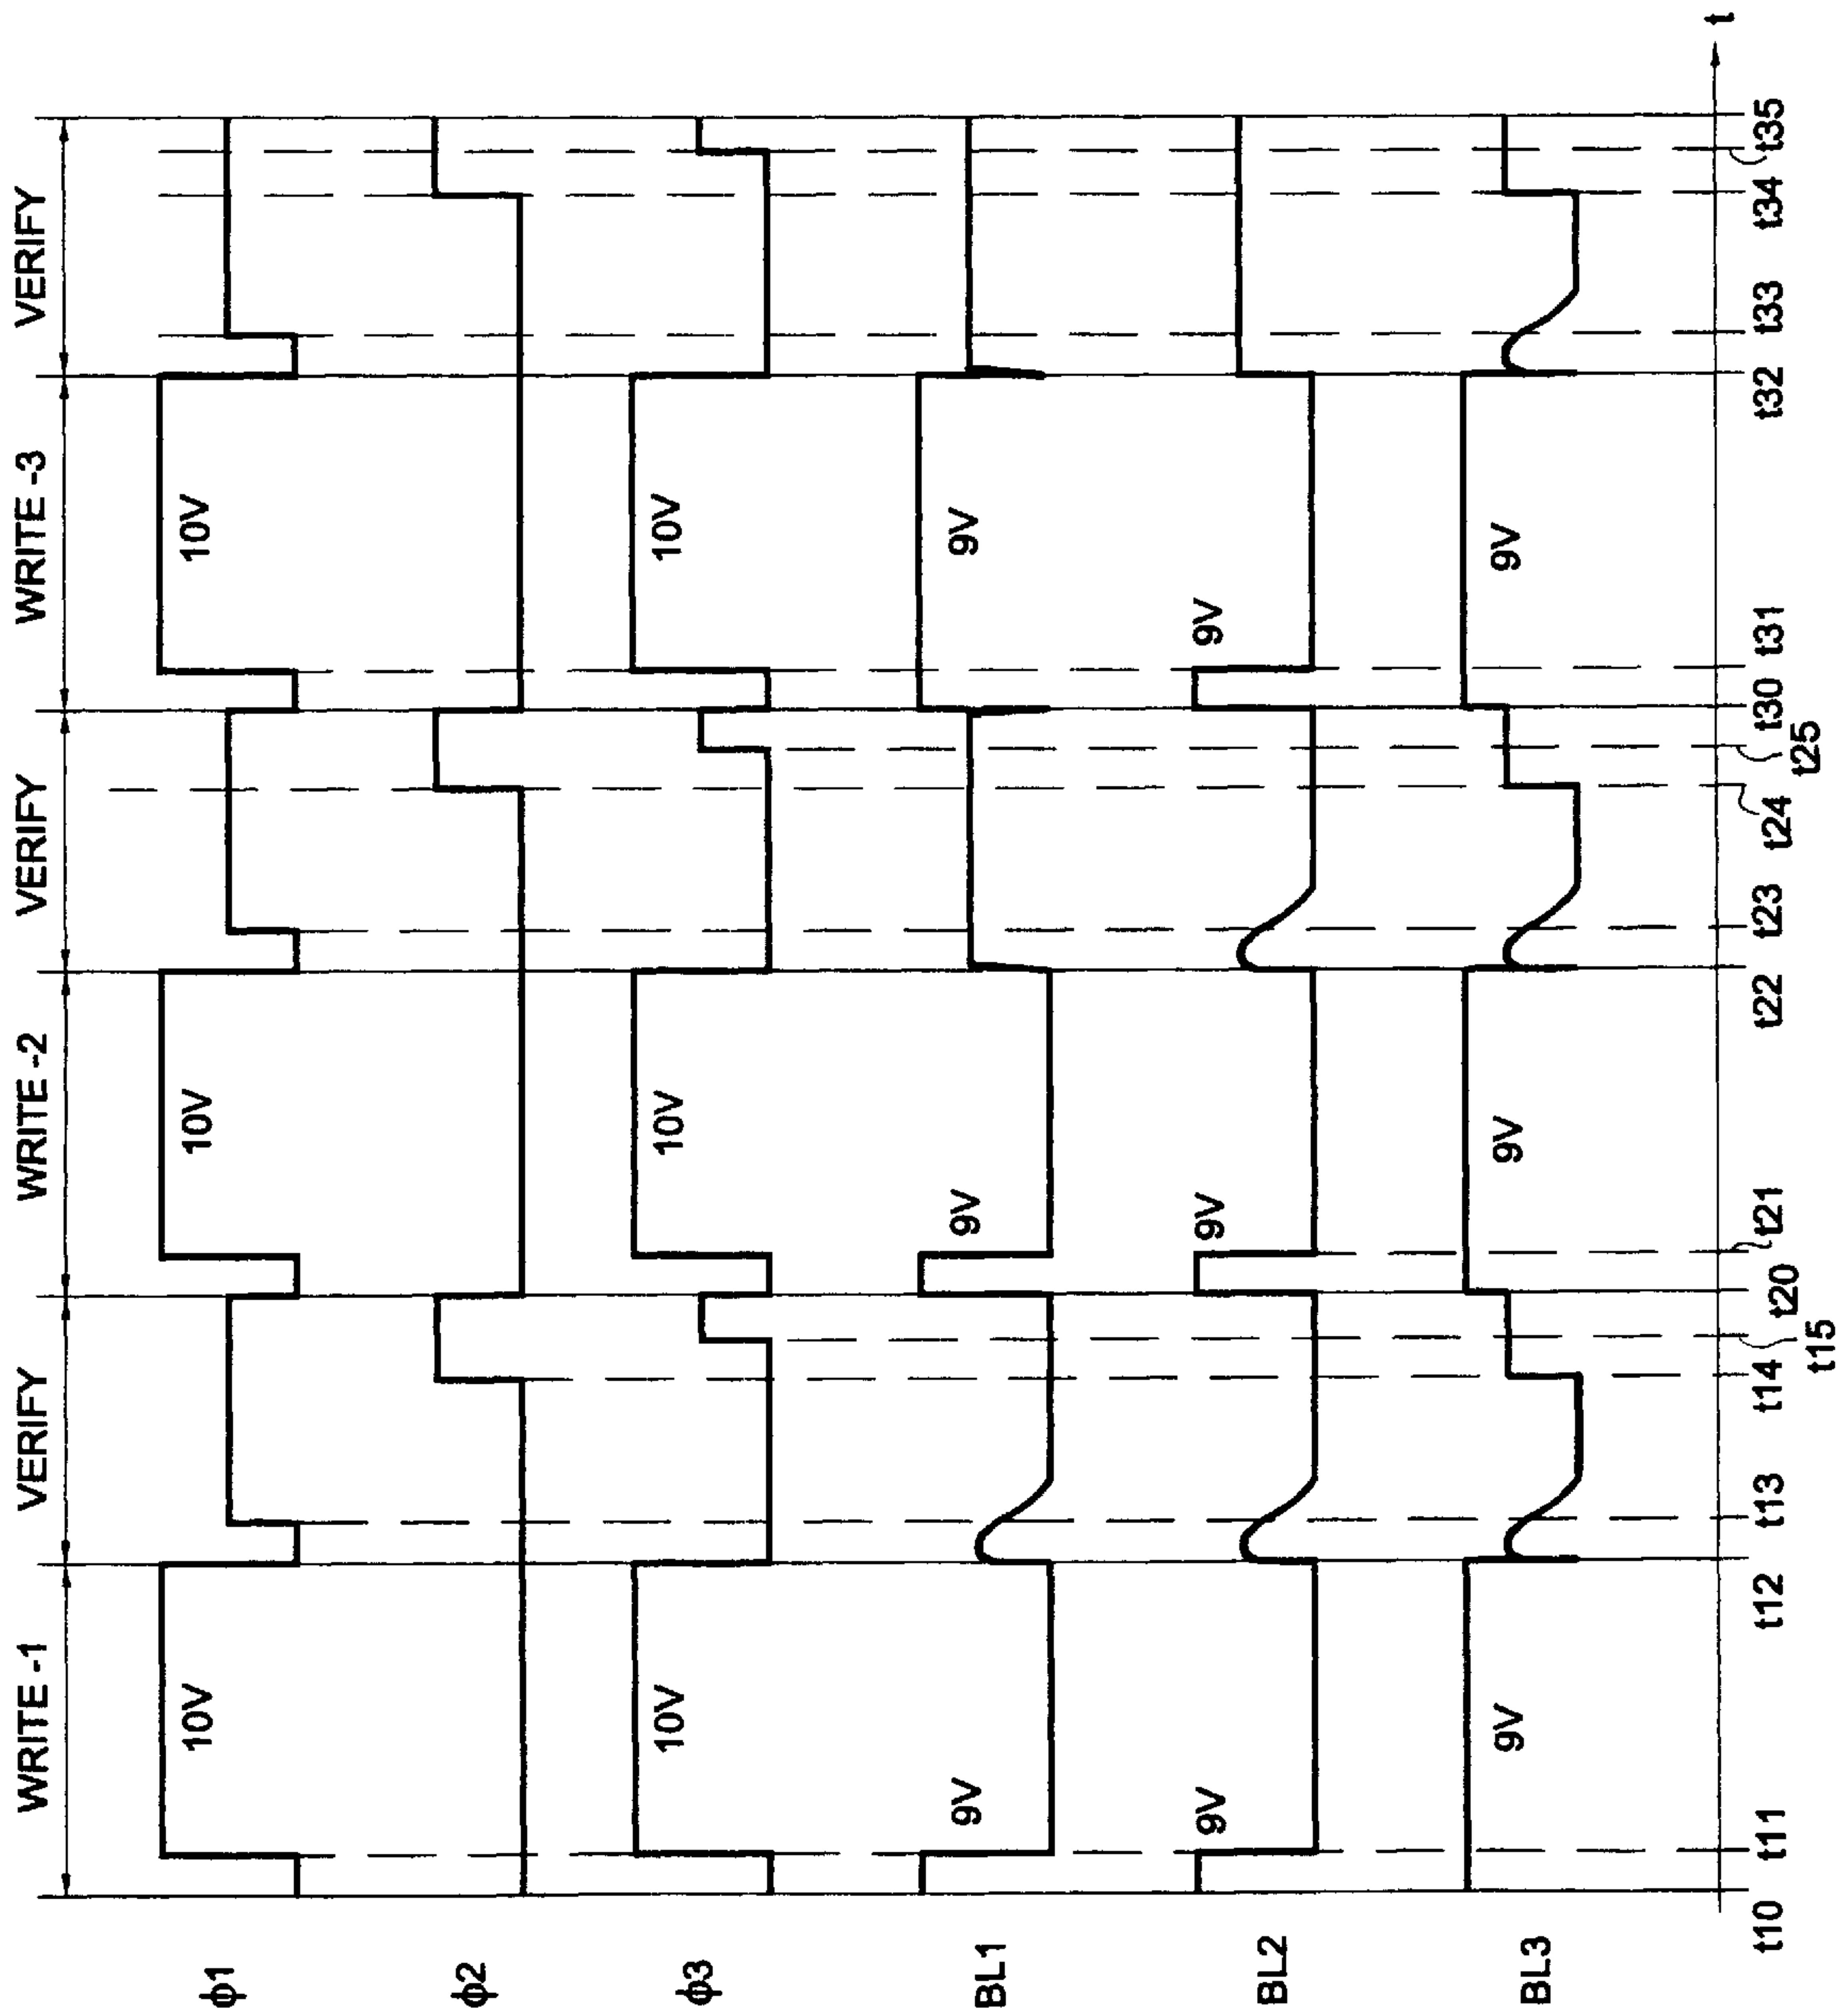 WRITE -1
VERIFY
WRITE -2
VERIFY
WRITE -3
VERIFY
φ1
10V
10V
10V
φ2
φ3
10V
10V
10V
BL1
9V
9V
9V
BL2
9V
9V
9V
BL3
9V
9V
9V
t10
t11
t12
t13
t14
t15
t20
t21
t22
t23
t24
t25
t30
t31
t32
t33
t34
t35
t